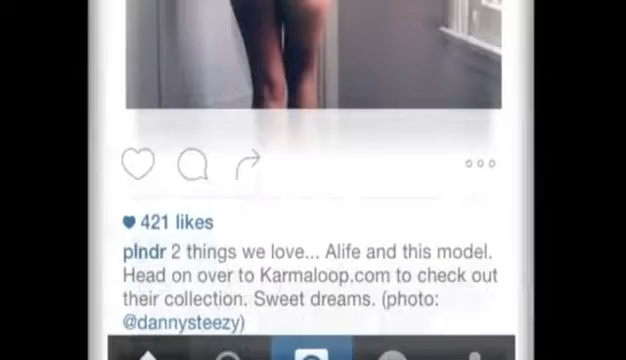 421 likes
plndr 2 things we love... Alife and this model.
Head on over to Karmaloop.com to check out
their collection. Sweet dreams. (photo:
@dannysteezy)